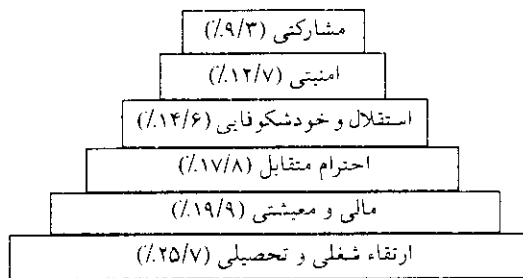 مشارکتی (٪۹/۳)
امنیتی (٪۱۲/۷)
استقلال و خودشکوفایی (٪۱۴/۶)
احترام متقابل (٪۱۷/۸)
مالی و معیشتی (٪۱۹/۹)
ارتقاء شغلی و تحصیلی (٪۲۵/۷)